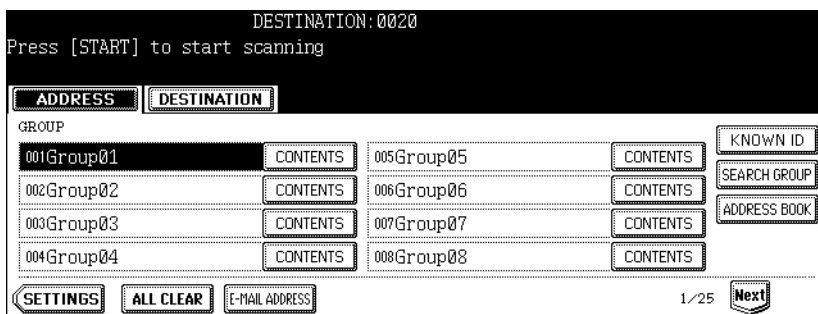 DESTINATION:0020
Press [START] to start scanning
ADDRESS DESTINATION
GROUP
KNOWN ID
001Group01 CONTENTS 005Group05 CONTENTS
SEARCH GROUP
002Group02 CONTENTS 006Group06 CONTENTS
ADDRESS BOOK
003Group03 CONTENTS 007Group07 CONTENTS
004Group04 CONTENTS 008Group08 CONTENTS
SETTINGS ALL CLEAR E-MAIL ADDRESS 1/25 Next